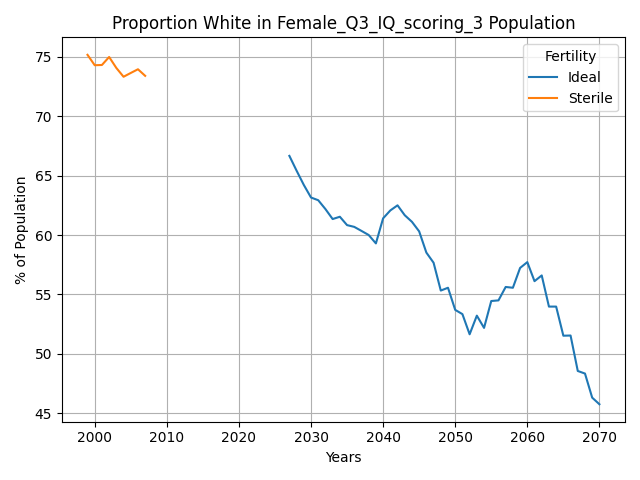 Proportion White in Female_Q3_IQ_scoring_3 Population
75
70
65
60
55
50
45
% of Population
Fertility
Ideal
Sterile
2000 2010 2020 2030 2040 2050 2060 2070
Years